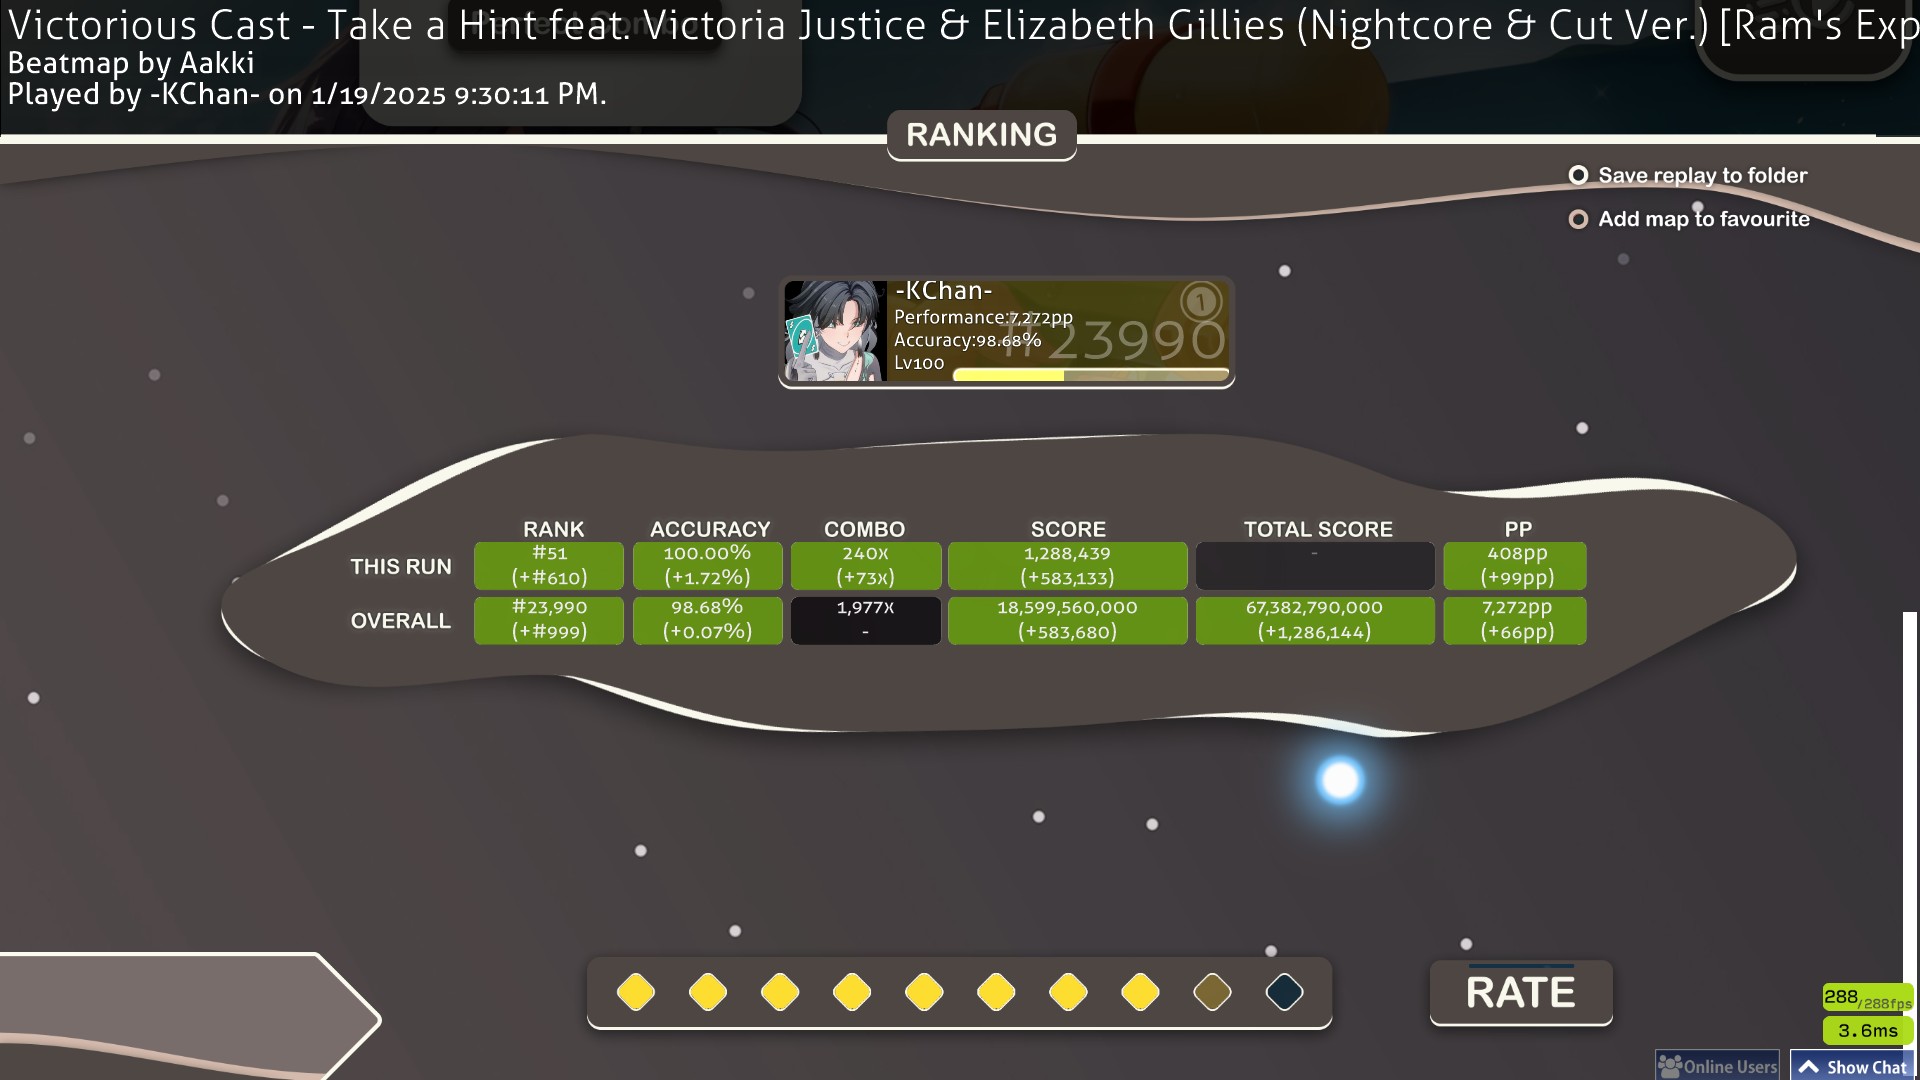 Victorious Cast - Take a Hint feat. Victoria Justice & Elizabeth Gillies (Nightcore & Cut Ver.) [Ram's Exp
Beatmap by Aakki
Played by -KChan- on 1/19/2025 9:30:11 PM.
RANKING
Save replay to folder
Add map to favourite
-KChan-
1
Performance:7,272pp
#23990
Accuracy:98.68%
Lv100
RANK ACCURACY COMBO SCORE TOTAL SCORE PP
THIS RUN
#51 100.00% 240x 1,288,439 - 408pp
(+#610) (+1.72%) (+73x) (+583,133) (+99pp)
OVERALL
#23,990 98.68% 1,977x 18,599,560,000 67,382,790,000 7,272pp
(+#999) (+0.07%) - (+583,680) (+1,286,144) (+66pp)
RATE
288/288fps
3.6ms
Online Users
Show Chat